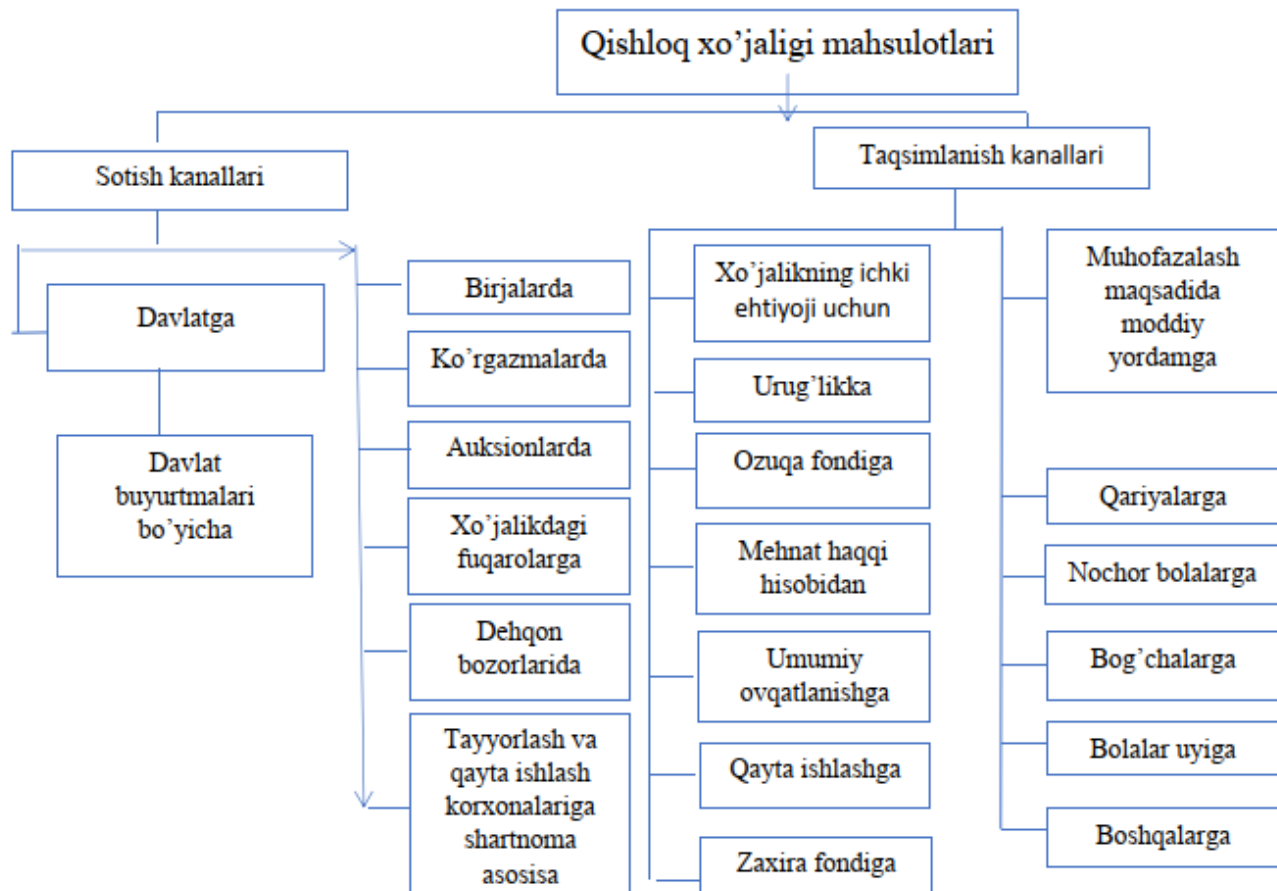 Qishloq xo’jaligi mahsulotlari
Sotish kanallari
Taqsimlanish kanallari
Davlatga
Davlat
buyurtmalari
bo’yicha
Birjalarda
Ko’rgazmalarda
Auksionlarda
Xo’jalikdagi
fuqarolarga
Dehqon
bozorlarida
Tayyorlash va
qayta ishlash
korxonalariga
shartnoma
asosisa
Xo’jalikning ichki
ehtiyoji uchun
Urug’likka
Ozuqa fondiga
Mehnat haqqi
hisobidan
Umumiy
ovqatlanishga
Qayta ishlashga
Zaxira fondiga
Muhofazalash
maqsadida
moddiy
yordamga
Qariyalarga
Nochor bolalarga
Bog’chalarga
Bolalar uyiga
Boshqalarga